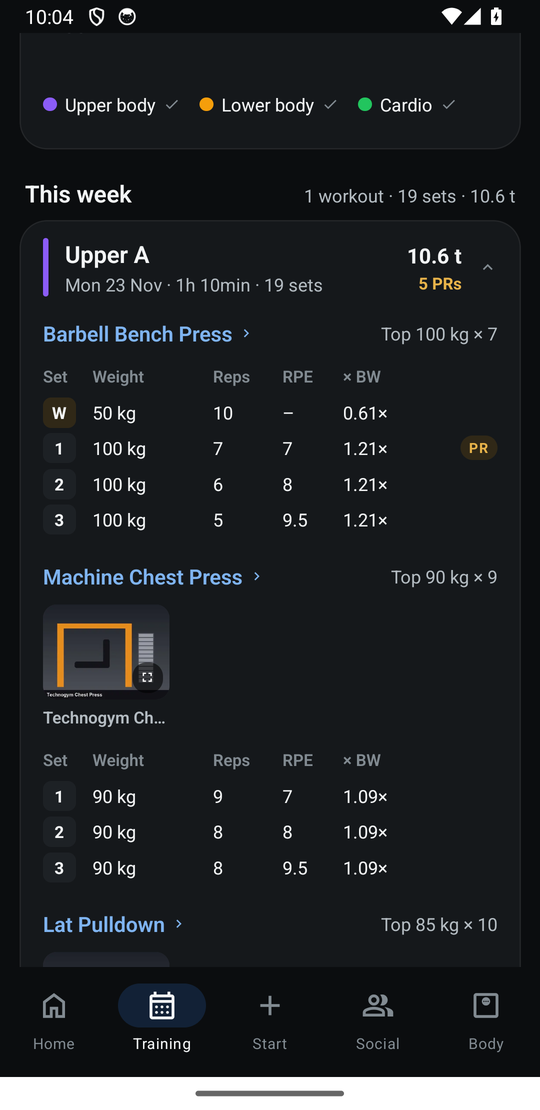 10:04
Upper body ✓ Lower body ✓ Cardio ✓
This week 1 workout · 19 sets · 10.6 t
Upper A 10.6 t
Mon 23 Nov · 1h 10min · 19 sets 5 PRs
Barbell Bench Press › Top 100 kg × 7
Set Weight Reps RPE × BW
W 50 kg 10 – 0.61×
1 100 kg 7 7 1.21× PR
2 100 kg 6 8 1.21×
3 100 kg 5 9.5 1.21×
Machine Chest Press › Top 90 kg × 9
Technogym Chest Press
Technogym Ch...
Set Weight Reps RPE × BW
1 90 kg 9 7 1.09×
2 90 kg 8 8 1.09×
3 90 kg 8 9.5 1.09×
Lat Pulldown › Top 85 kg × 10
Home Training Start Social Body